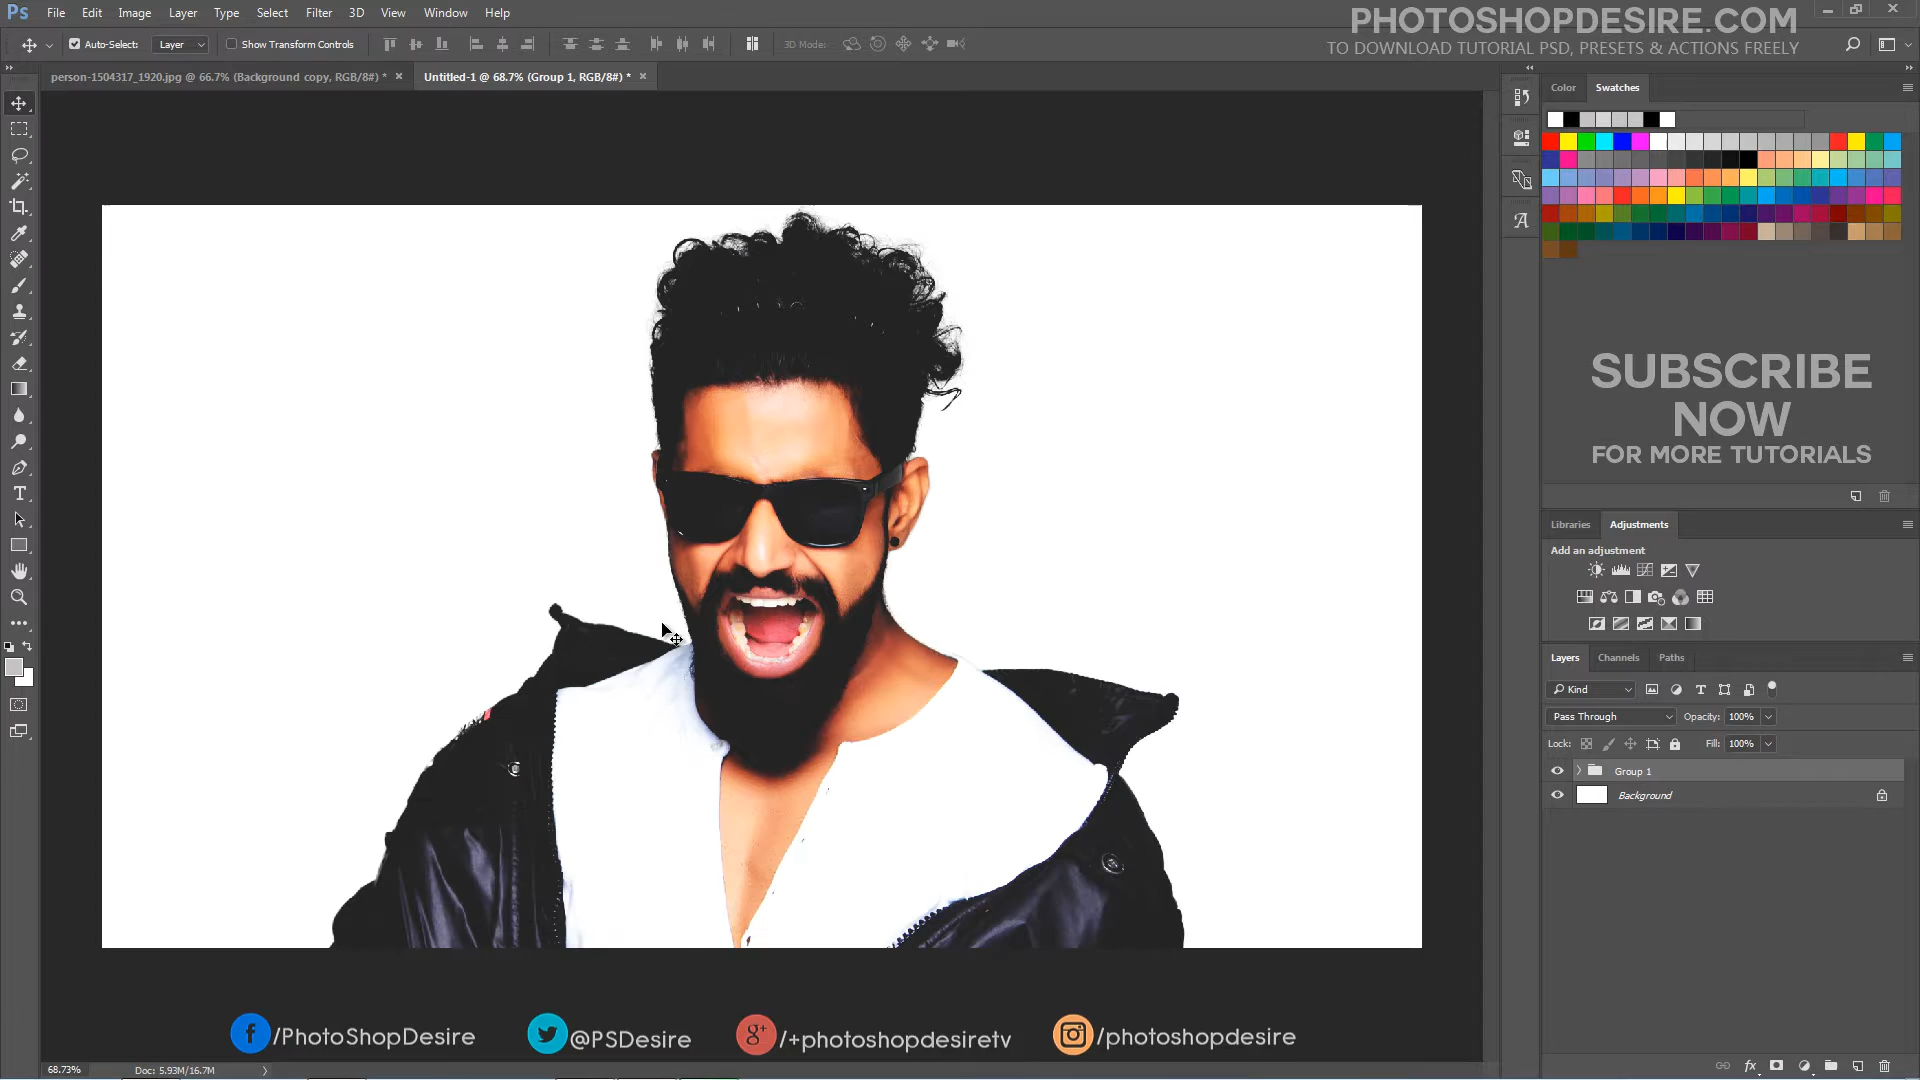 Ps File Edit Image Layer Type Select Filter 3D View Window Help
PHOTOSHOPDESIRE.COM
TO DOWNLOAD TUTORIAL PSD, PRESETS & ACTIONS FREELY
Auto-Select: Layer Show Transform Controls 3D Mode:
person-1504317_1920.jpg @ 66.7% (Background copy, RGB/8#) * × Untitled-1 @ 68.7% (Group 1, RGB/8#) * ×
Color Swatches
SUBSCRIBE
NOW
FOR MORE TUTORIALS
Libraries Adjustments
Add an adjustment
Layers Channels Paths
Kind
Pass Through Opacity: 100%
Lock: Fill: 100%
Group 1
Background
/PhotoShopDesire @PSDesire /+photoshopdesiretv /photoshopdesire
68.73% Doc: 5.93M/16.7M
fx